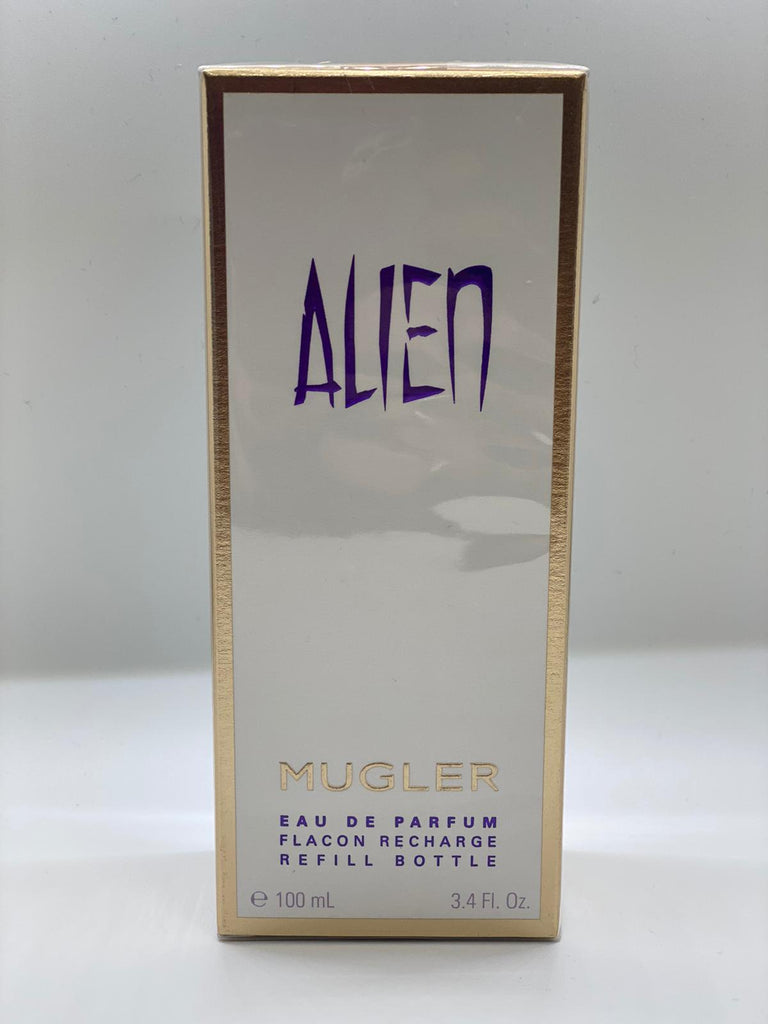 ALIEN
MUGLER
EAU DE PARFUM
FLACON RECHARGE
REFILL BOTTLE
℮ 100 mL 3.4 Fl. Oz.